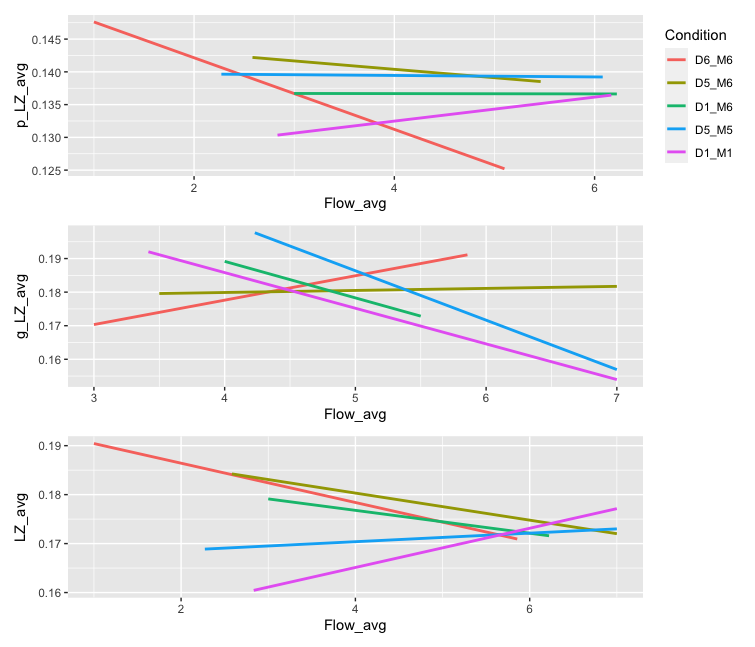 p_LZ_avg
0.145
0.140
0.135
0.130
0.125
2 4 6
Flow_avg
Condition
D6_M6
D5_M6
D1_M6
D5_M5
D1_M1
g_LZ_avg
0.19
0.18
0.17
0.16
3 4 5 6 7
Flow_avg
LZ_avg
0.19
0.18
0.17
0.16
2 4 6
Flow_avg